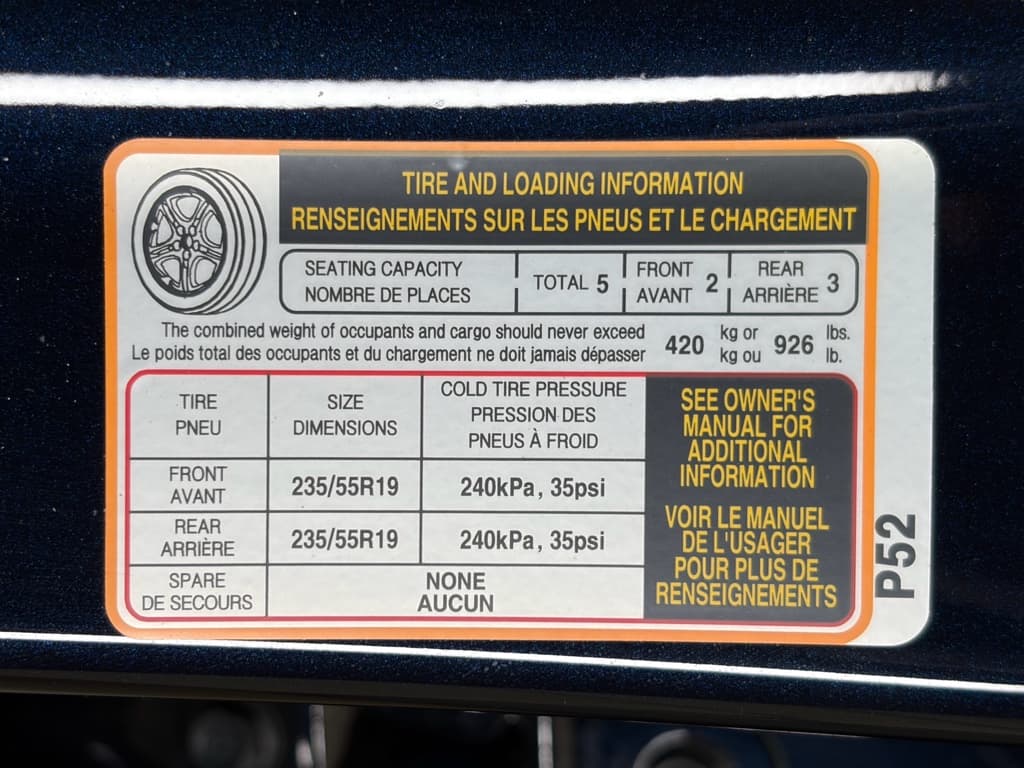 TIRE AND LOADING INFORMATION
RENSEIGNEMENTS SUR LES PNEUS ET LE CHARGEMENT
SEATING CAPACITY
NOMBRE DE PLACES
TOTAL 5
FRONT
AVANT
2
REAR
ARRIÈRE
3
The combined weight of occupants and cargo should never exceed
Le poids total des occupants et du chargement ne doit jamais dépasser
420
kg or
kg ou
926
lbs.
lb.
TIRE
PNEU
SIZE
DIMENSIONS
COLD TIRE PRESSURE
PRESSION DES
PNEUS À FROID
FRONT
AVANT
235/55R19
240kPa, 35psi
REAR
ARRIÈRE
235/55R19
240kPa, 35psi
SPARE
DE SECOURS
NONE
AUCUN
SEE OWNER'S
MANUAL FOR
ADDITIONAL
INFORMATION
VOIR LE MANUEL
DE L'USAGER
POUR PLUS DE
RENSEIGNEMENTS
P52